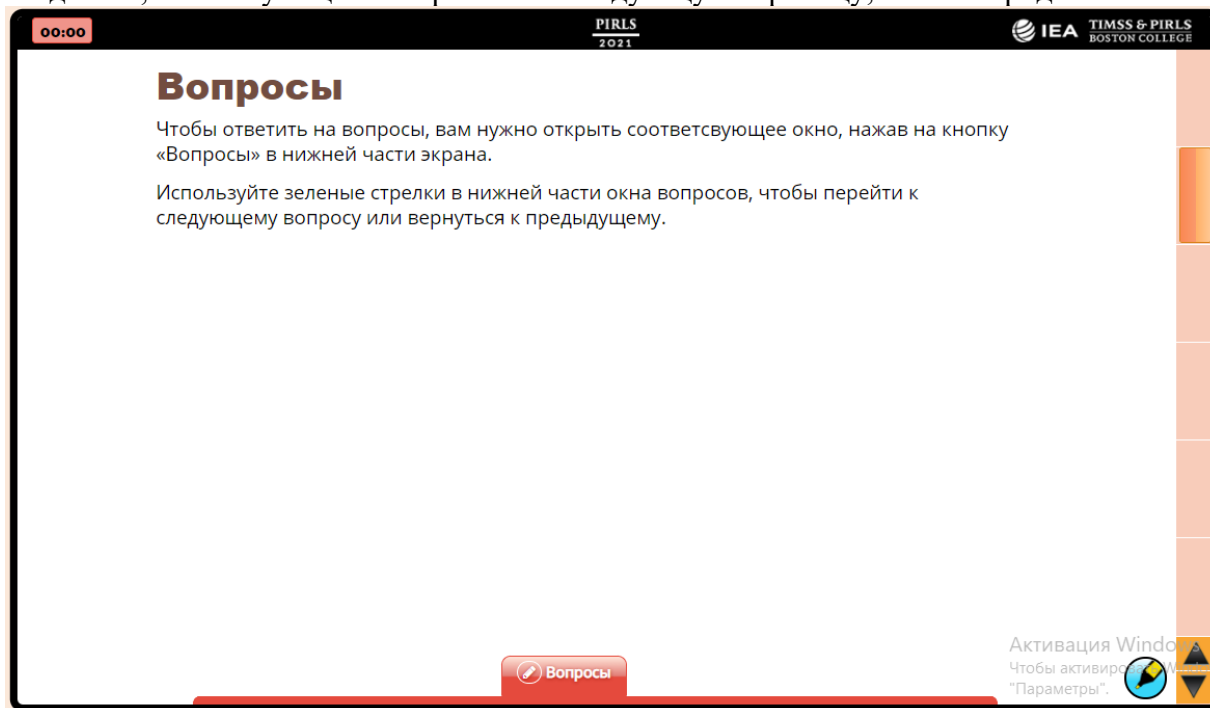 00:00
PIRLS
2021
IEA
TIMSS & PIRLS
BOSTON COLLEGE
Вопросы
Чтобы ответить на вопросы, вам нужно открыть соответсвующее окно, нажав на кнопку
«Вопросы» в нижней части экрана.
Используйте зеленые стрелки в нижней части окна вопросов, чтобы перейти к
следующему вопросу или вернуться к предыдущему.
Вопросы
Активация Windows
Чтобы
"Параметры".